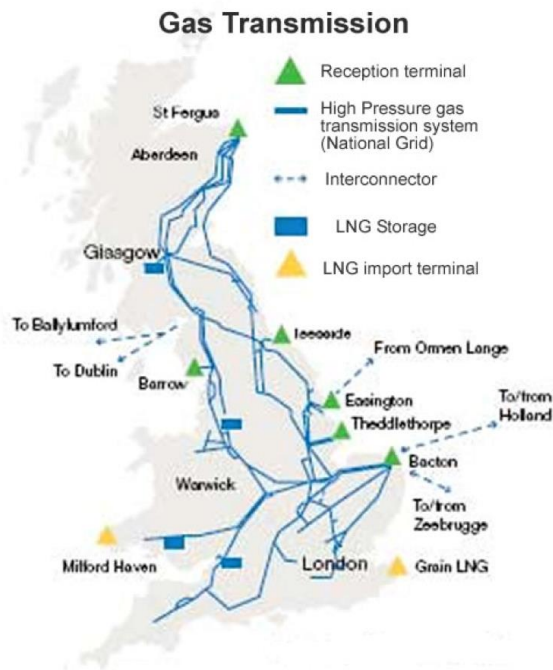 Gas Transmission
Reception terminal
High Pressure gas
transmission system
(National Grid)
Interconnector
LNG Storage
LNG import terminal
St Fergus
Aberdeen
Glasgow
To Ballylumford
To Dublin
Barrow
Teesside
From Ormen Lange
Easington
Theddlethorpe
To/from
Holland
Bacton
To/from
Zeebrugge
Warwick
Milford Haven
London
Grain LNG